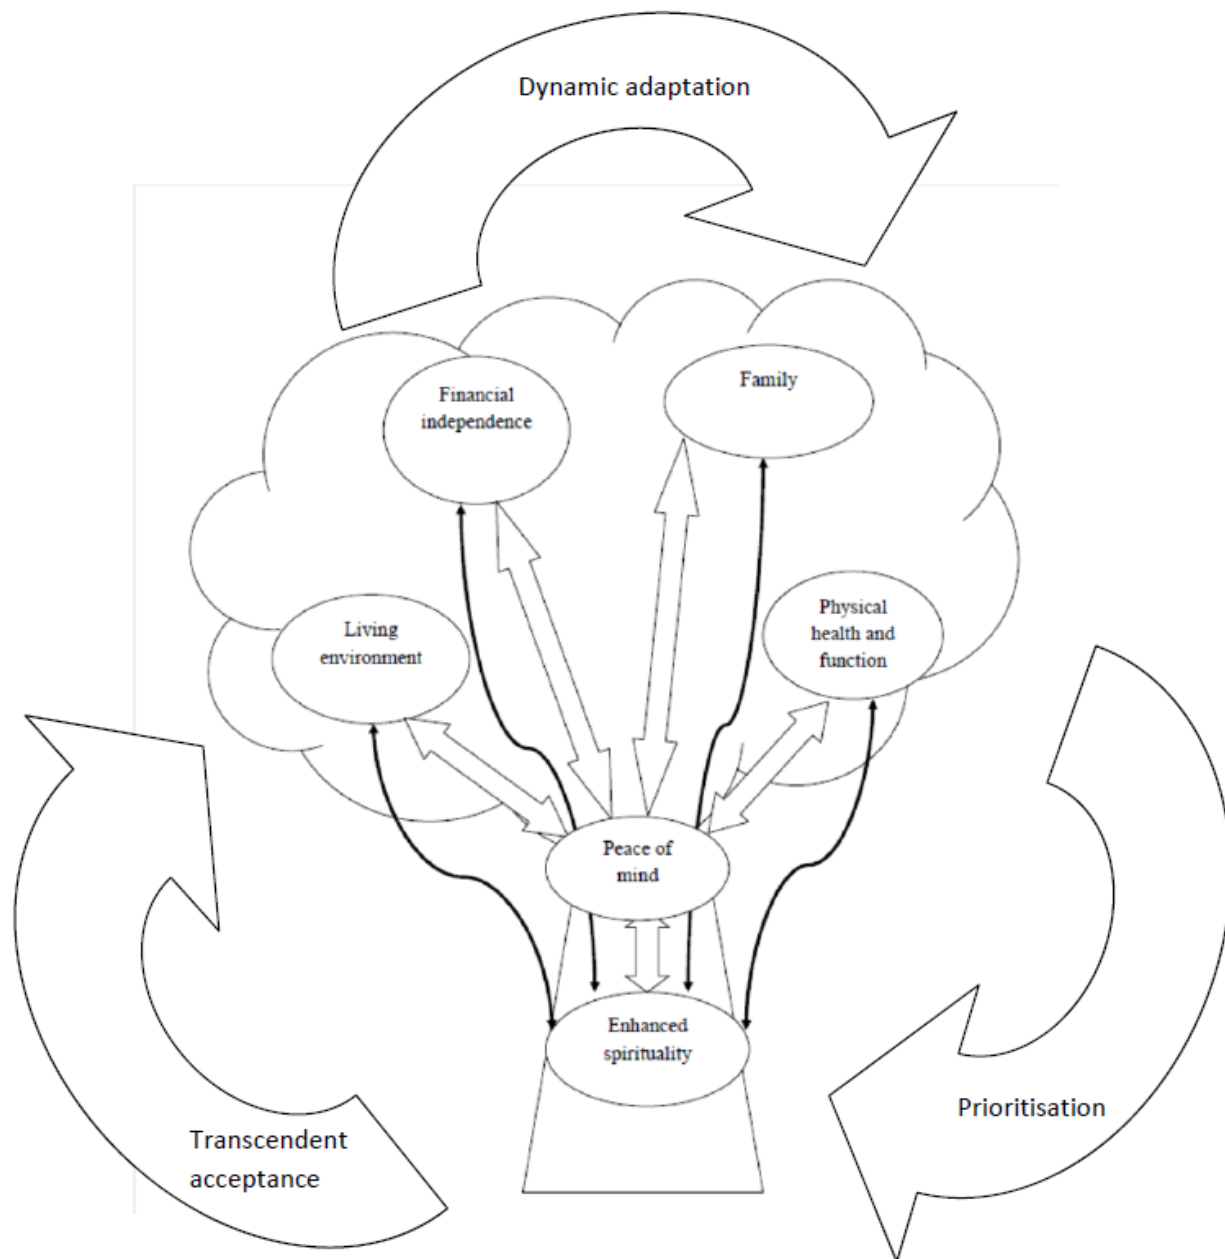 Dynamic adaptation
Financial
independence
Family
Living
environment
Physical
health and
function
Peace of
mind
Enhanced
spirituality
Prioritisation
Transcendent
acceptance